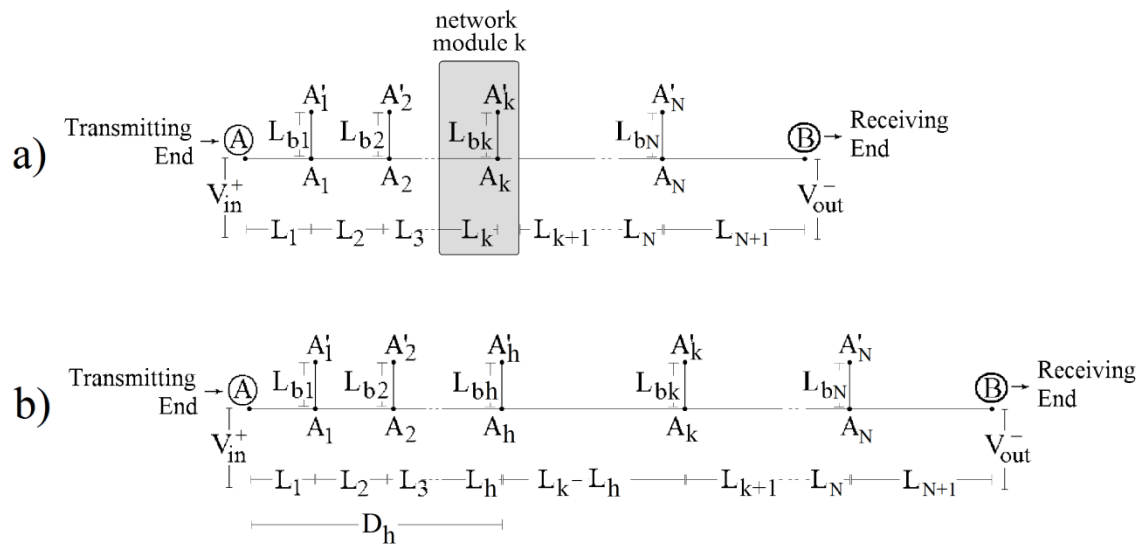 network
module k
a)
Transmitting
End
A
V⁺in
A'1 A'2 A'k A'N
Lb1 Lb2 Lbk LbN
A1 A2 Ak AN
B
Receiving
End
V⁻out
L1 L2 L3 Lk Lk+1 LN LN+1
b)
Transmitting
End
A
V⁺in
A'1 A'2 A'h A'k A'N
Lb1 Lb2 Lbh Lbk LbN
A1 A2 Ah Ak AN
B
Receiving
End
V⁻out
L1 L2 L3 Lh Lk-Lh Lk+1 LN LN+1
Dh